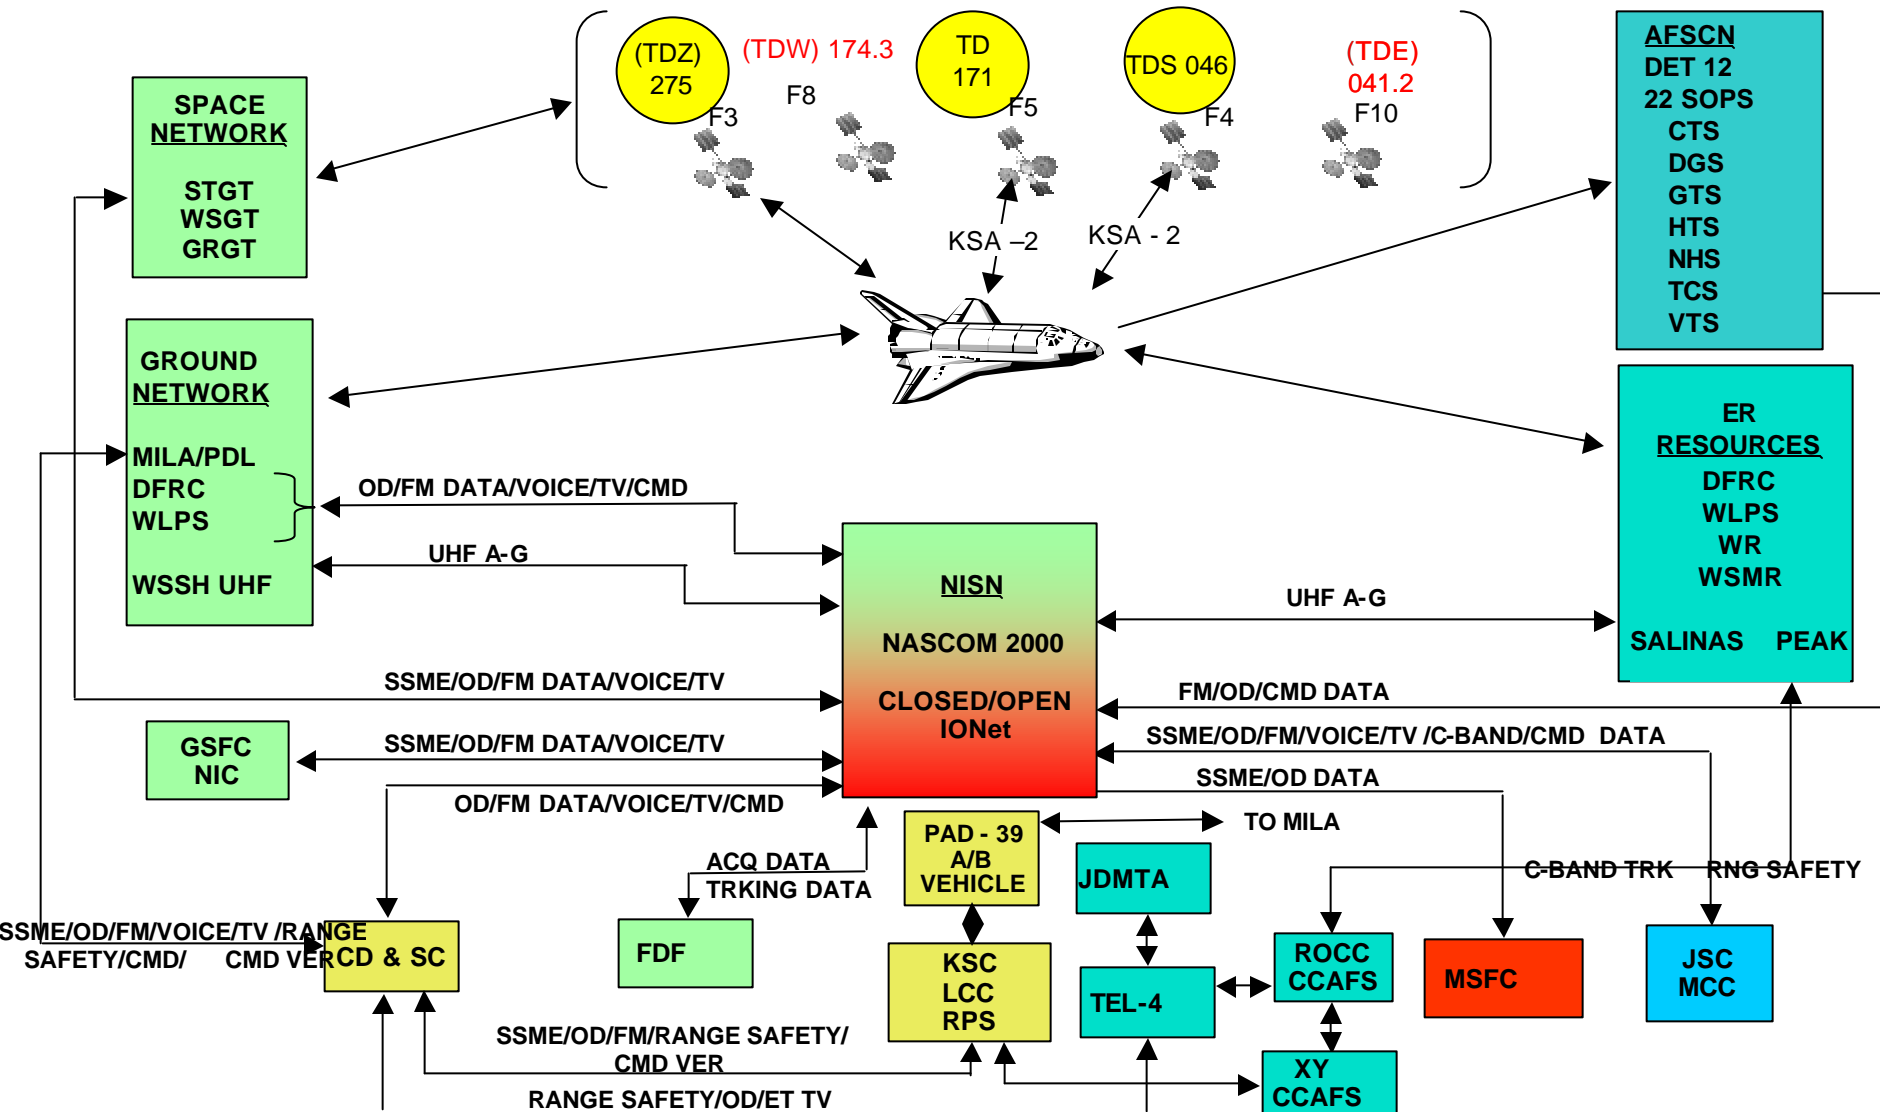 (TDZ)
275
(TDW) 174.3
TD
171
TDS 046
(TDE)
041.2
F3
F8
F5
F4
F10
KSA –2
KSA - 2
SPACE
NETWORK
STGT
WSGT
GRGT
AFSCN
DET 12
22 SOPS
CTS
DGS
GTS
HTS
NHS
TCS
VTS
GROUND
NETWORK
MILA/PDL
DFRC
WLPS
WSSH UHF
ER
RESOURCES
DFRC
WLPS
WR
WSMR
SALINAS PEAK
OD/FM DATA/VOICE/TV/CMD
UHF A-G
NISN
NASCOM 2000
CLOSED/OPEN
IONet
UHF A-G
SSME/OD/FM DATA/VOICE/TV
FM/OD/CMD DATA
GSFC
NIC
SSME/OD/FM DATA/VOICE/TV
SSME/OD/FM/VOICE/TV /C-BAND/CMD DATA
SSME/OD DATA
OD/FM DATA/VOICE/TV/CMD
PAD - 39
A/B
VEHICLE
TO MILA
ACQ DATA
TRKING DATA
JDMTA
C-BAND TRK RNG SAFETY
SSME/OD/FM/VOICE/TV /RANGE
SAFETY/CMD/ CMD VER
CD & SC
FDF
KSC
LCC
RPS
TEL-4
ROCC
CCAFS
MSFC
JSC
MCC
SSME/OD/FM/RANGE SAFETY/
CMD VER
XY
CCAFS
RANGE SAFETY/OD/ET TV